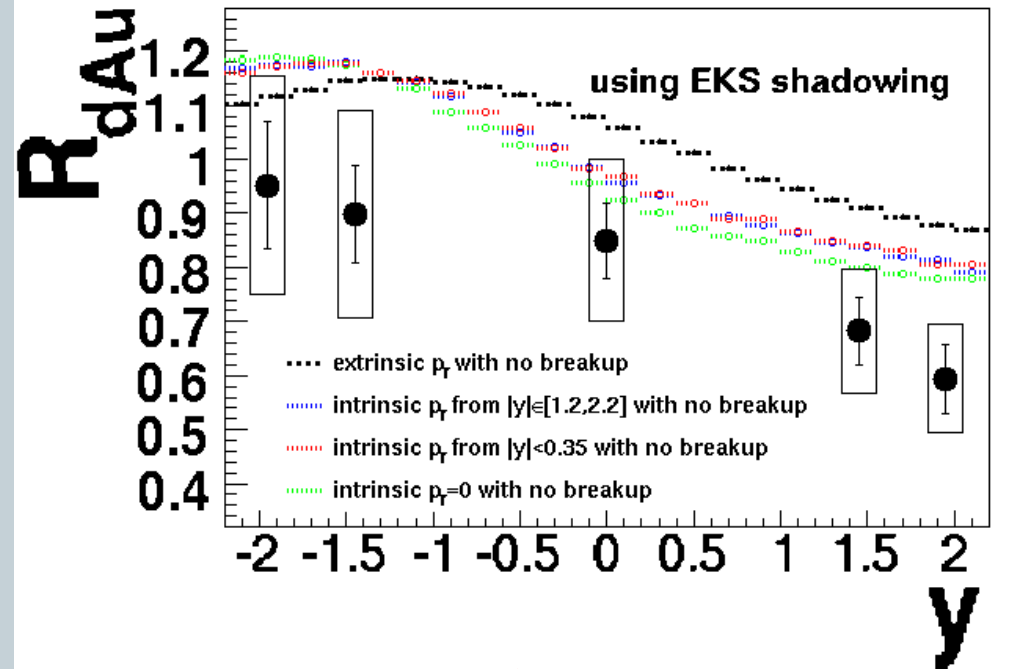 R_dAu
1.2
1.1
1
0.9
0.8
0.7
0.6
0.5
0.4
using EKS shadowing
extrinsic p_T with no breakup
intrinsic p_T from |y|∈[1.2,2.2] with no breakup
intrinsic p_T from |y|<0.35 with no breakup
intrinsic p_T=0 with no breakup
-2 -1.5 -1 -0.5 0 0.5 1 1.5 2
y